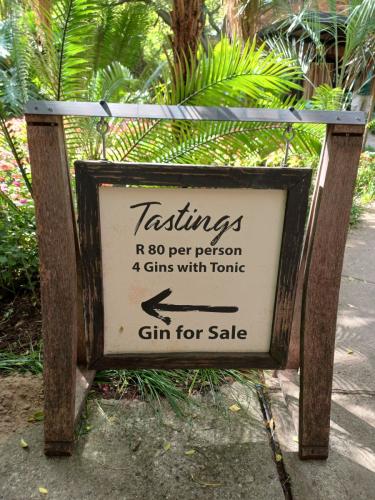 Tastings
R 80 per person
4 Gins with Tonic
Gin for Sale